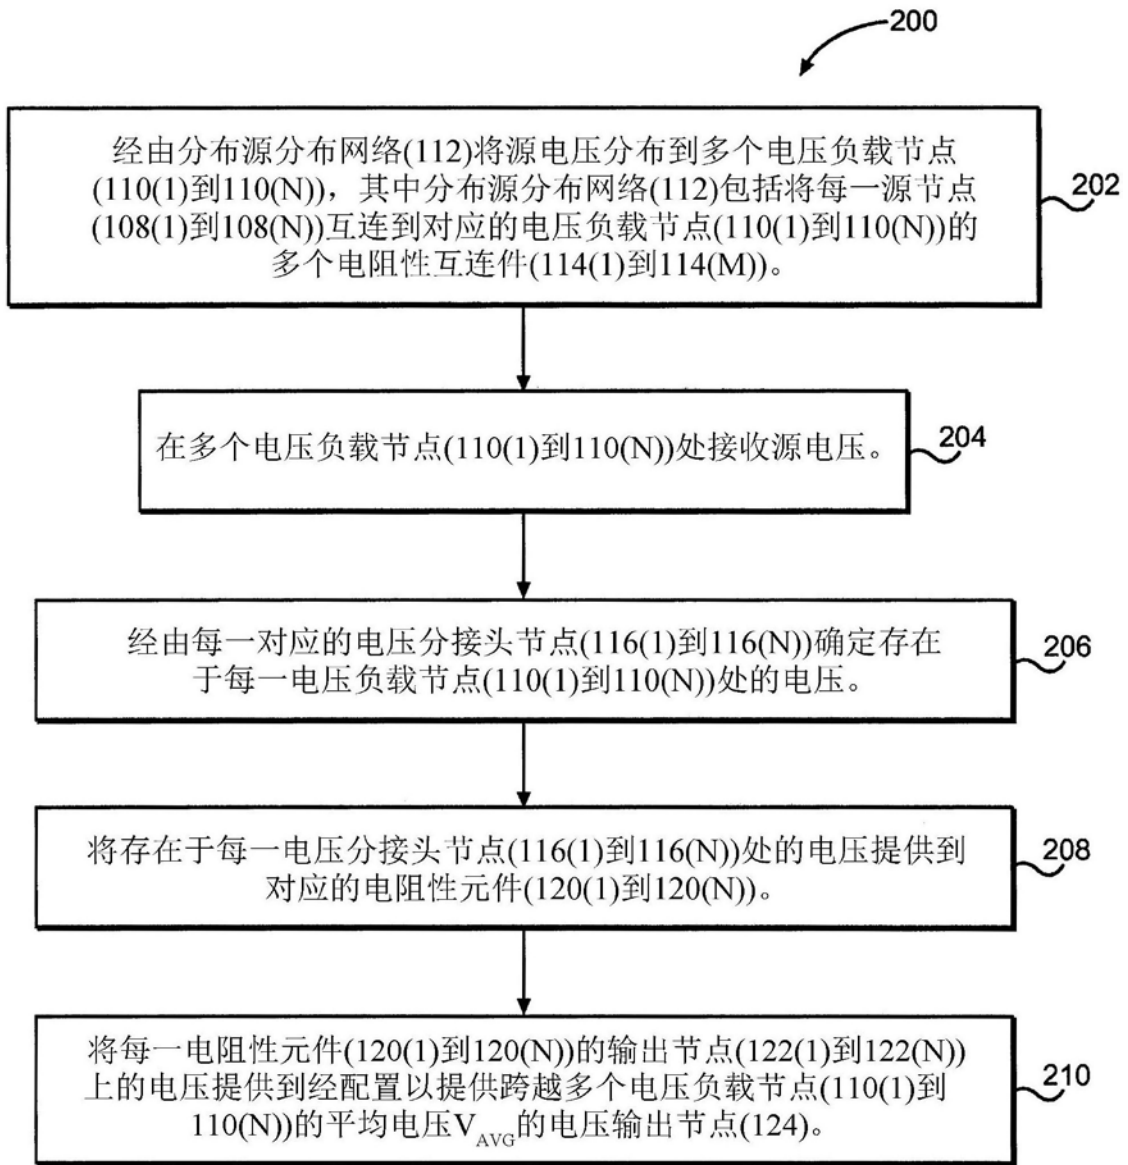 200
经由分布源分布网络(112)将源电压分布到多个电压负载节点
(110(1)到110(N))，其中分布源分布网络(112)包括将每一源节点
(108(1)到108(N))互连到对应的电压负载节点(110(1)到110(N))的
多个电阻性互连件(114(1)到114(M))。
202
在多个电压负载节点(110(1)到110(N))处接收源电压。
204
经由每一对应的电压分接头节点(116(1)到116(N))确定存在
于每一电压负载节点(110(1)到110(N))处的电压。
206
将存在于每一电压分接头节点(116(1)到116(N))处的电压提供到
对应的电阻性元件(120(1)到120(N))。
208
将每一电阻性元件(120(1)到120(N))的输出节点(122(1)到122(N))
上的电压提供到经配置以提供跨越多个电压负载节点(110(1)到
110(N))的平均电压V_AVG的电压输出节点(124)。
210